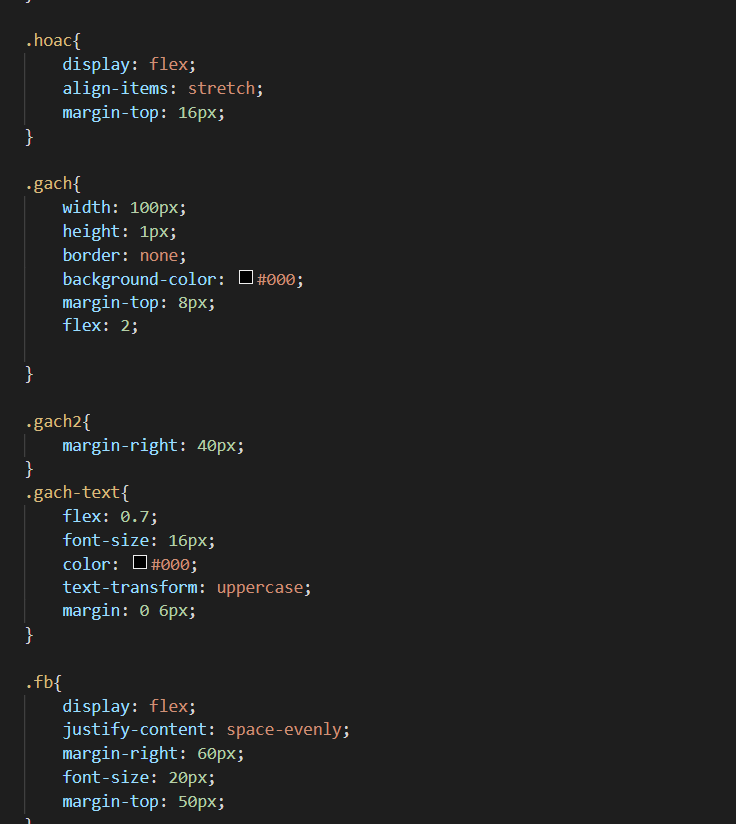 }
.hoac{
display: flex;
align-items: stretch;
margin-top: 16px;
}
.gach{
width: 100px;
height: 1px;
border: none;
background-color: #000;
margin-top: 8px;
flex: 2;
}
.gach2{
margin-right: 40px;
}
.gach-text{
flex: 0.7;
font-size: 16px;
color: #000;
text-transform: uppercase;
margin: 0 6px;
}
.fb{
display: flex;
justify-content: space-evenly;
margin-right: 60px;
font-size: 20px;
margin-top: 50px;
}